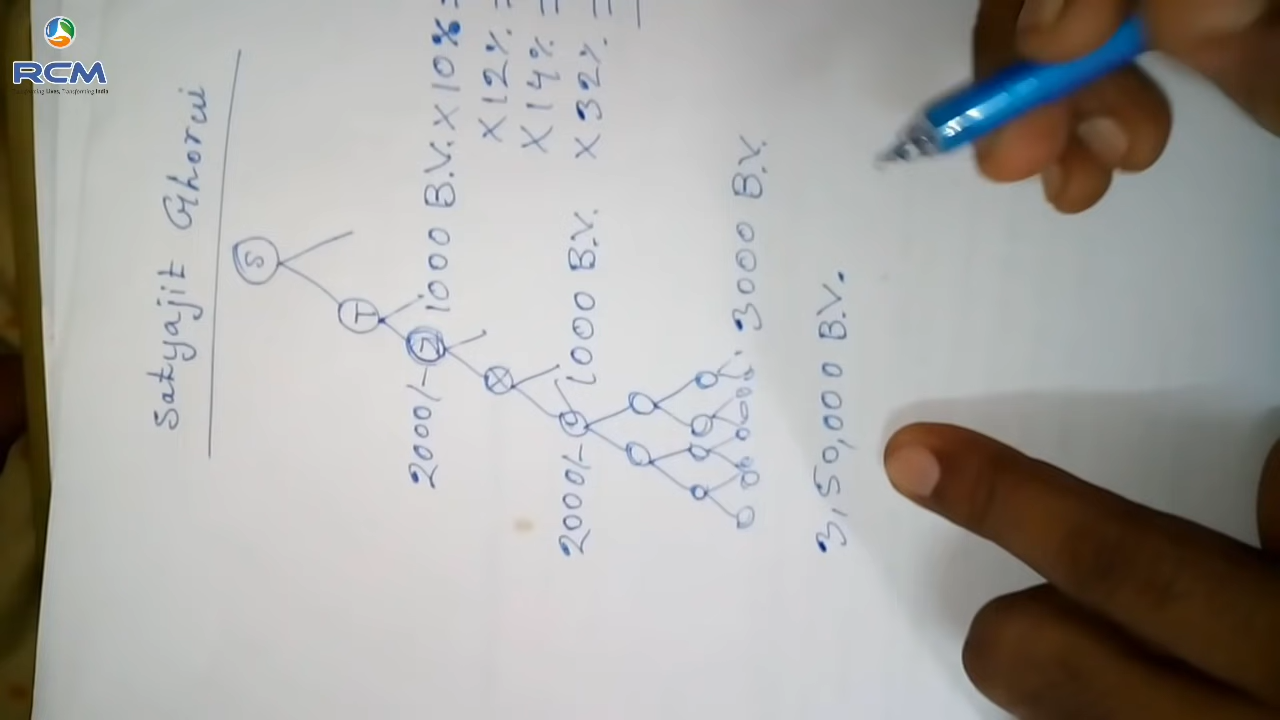 RCM
Satyajit Ghorui
S
T
2000/- 1000 B.V. X 10% =
X 12% =
X 14% =
2000/- 1000 B.V. X 32% =
3000 B.V.
3,50,000 B.V.